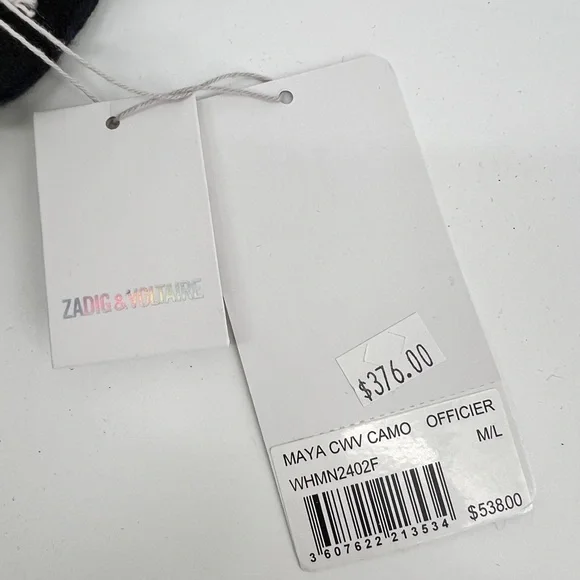 ZADIG & VOLTAIRE
$376.00
MAYA CWV CAMO OFFICIER
WHMN2402F M/L
3 607622 213534
$538.00